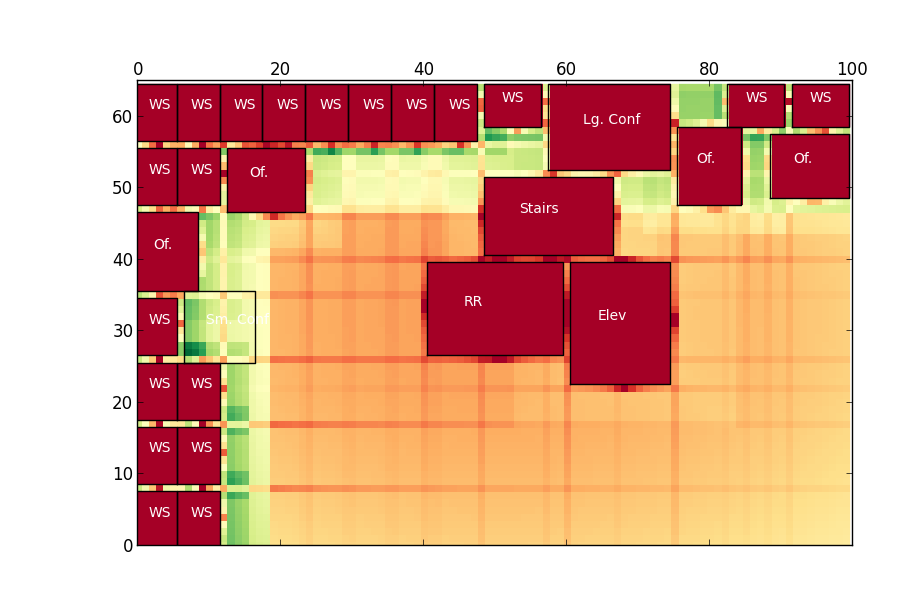 0 20 40 60 80 100
60
WS WS WS WS WS WS WS WS WS Lg. Conf WS WS
50
WS WS Of. Of. Of.
Stairs
40
Of.
30
WS Sm. Conf RR Elev
20
WS WS
10
WS WS
WS WS
0